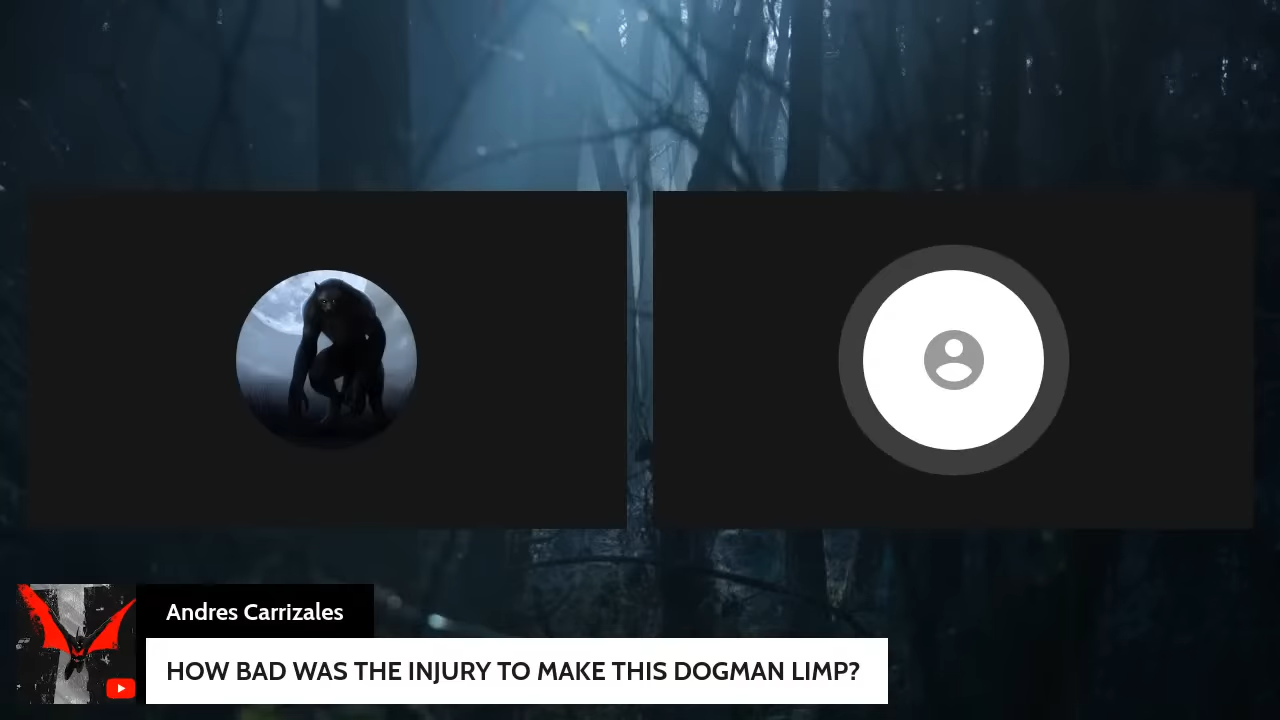 Andres Carrizales
HOW BAD WAS THE INJURY TO MAKE THIS DOGMAN LIMP?